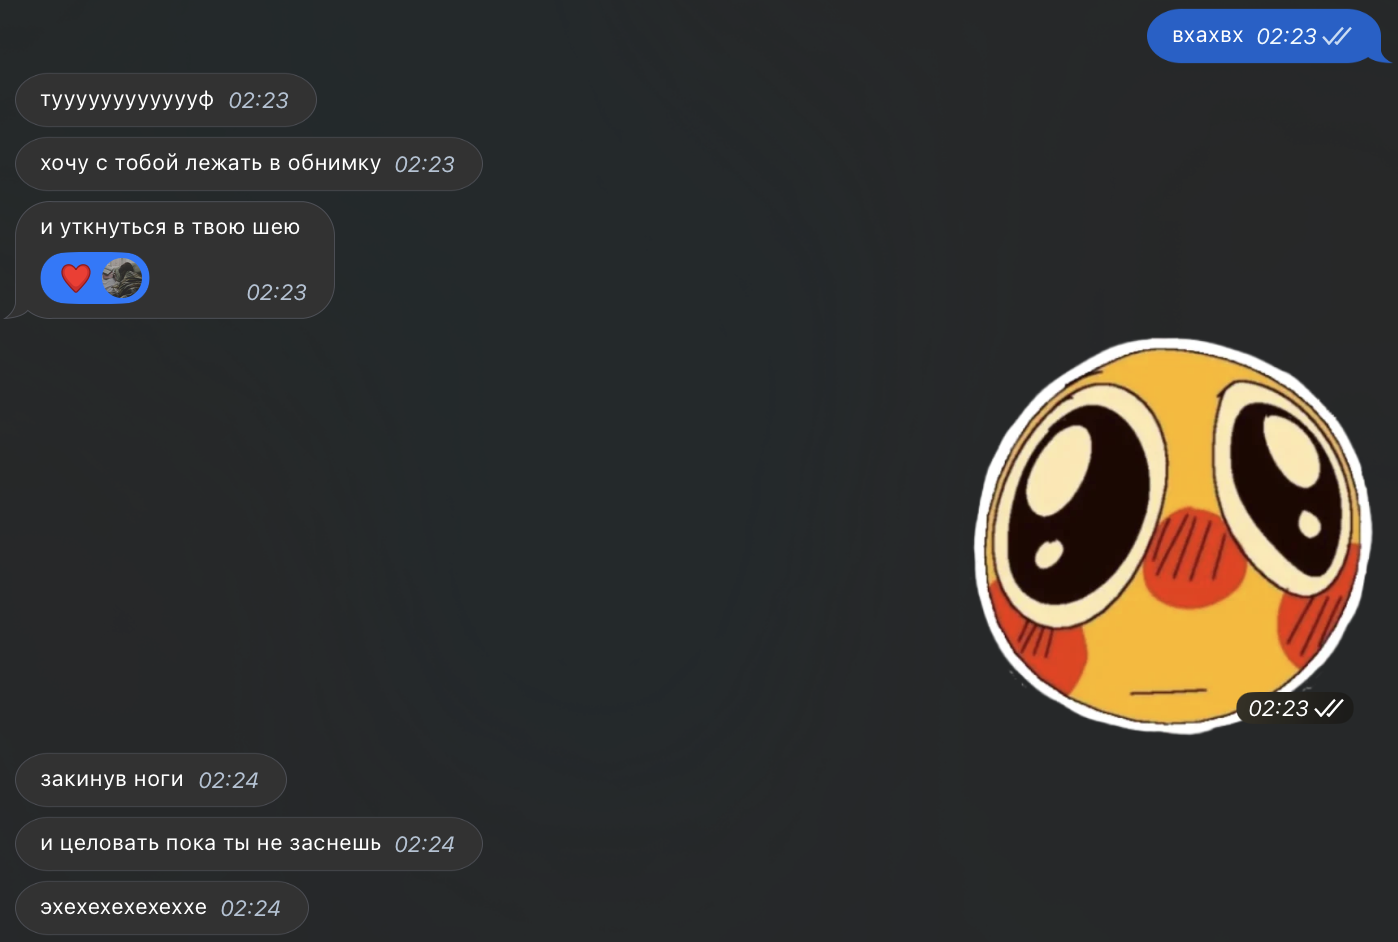 вхахвх 02:23
тууууууууууууф 02:23
хочу с тобой лежать в обнимку 02:23
и уткнуться в твою шею
02:23
02:23
закинув ноги 02:24
и целовать пока ты не заснешь 02:24
эхехехехехеххе 02:24